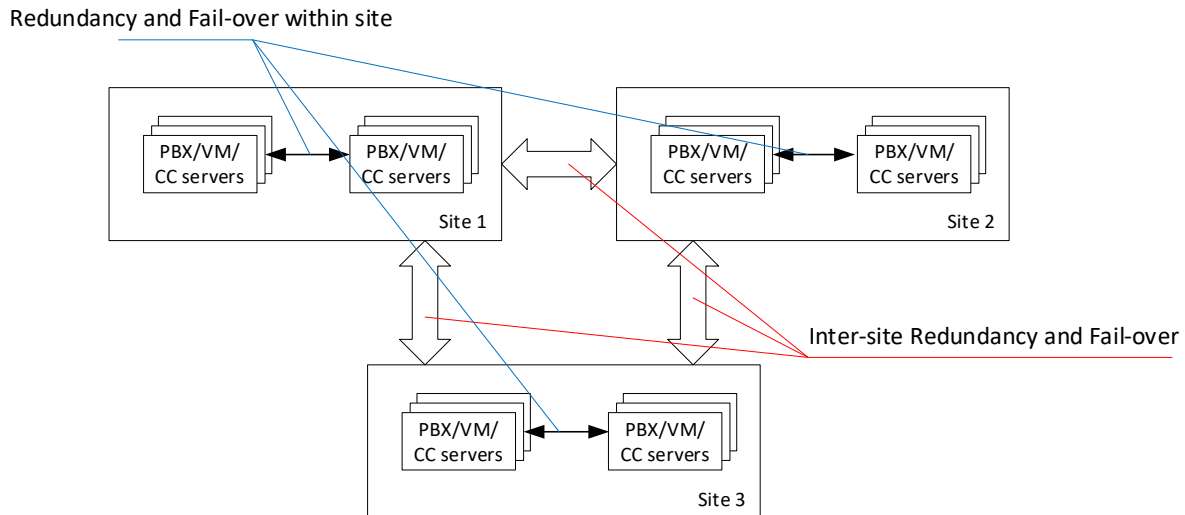 Redundancy and Fail-over within site
PBX/VM/
CC servers
PBX/VM/
CC servers
Site 1
PBX/VM/
CC servers
PBX/VM/
CC servers
Site 2
Inter-site Redundancy and Fail-over
PBX/VM/
CC servers
PBX/VM/
CC servers
Site 3